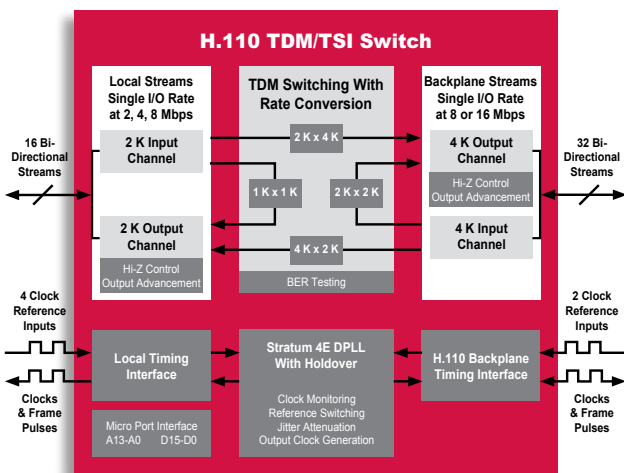 H.110 TDM/TSI Switch
Local Streams
Single I/O Rate
at 2, 4, 8 Mbps
TDM Switching With
Rate Conversion
Backplane Streams
Single I/O Rate
at 8 or 16 Mbps
16 Bi-
Directional
Streams
2 K Input
Channel
2 K Output
Channel
Hi-Z Control
Output Advancement
2 K x 4 K
1 K x 1 K
2 K x 2 K
4 K x 2 K
BER Testing
4 K Output
Channel
Hi-Z Control
Output Advancement
4 K Input
Channel
32 Bi-
Directional
Streams
4 Clock
Reference
Inputs
Clocks
& Frame
Pulses
Local Timing
Interface
Micro Port Interface
A13-A0 D15-D0
Stratum 4E DPLL
With Holdover
Clock Monitoring
Reference Switching
Jitter Attenuation
Output Clock Generation
H.110 Backplane
Timing Interface
2 Clock
Reference
Inputs
Clocks
& Frame
Pulses